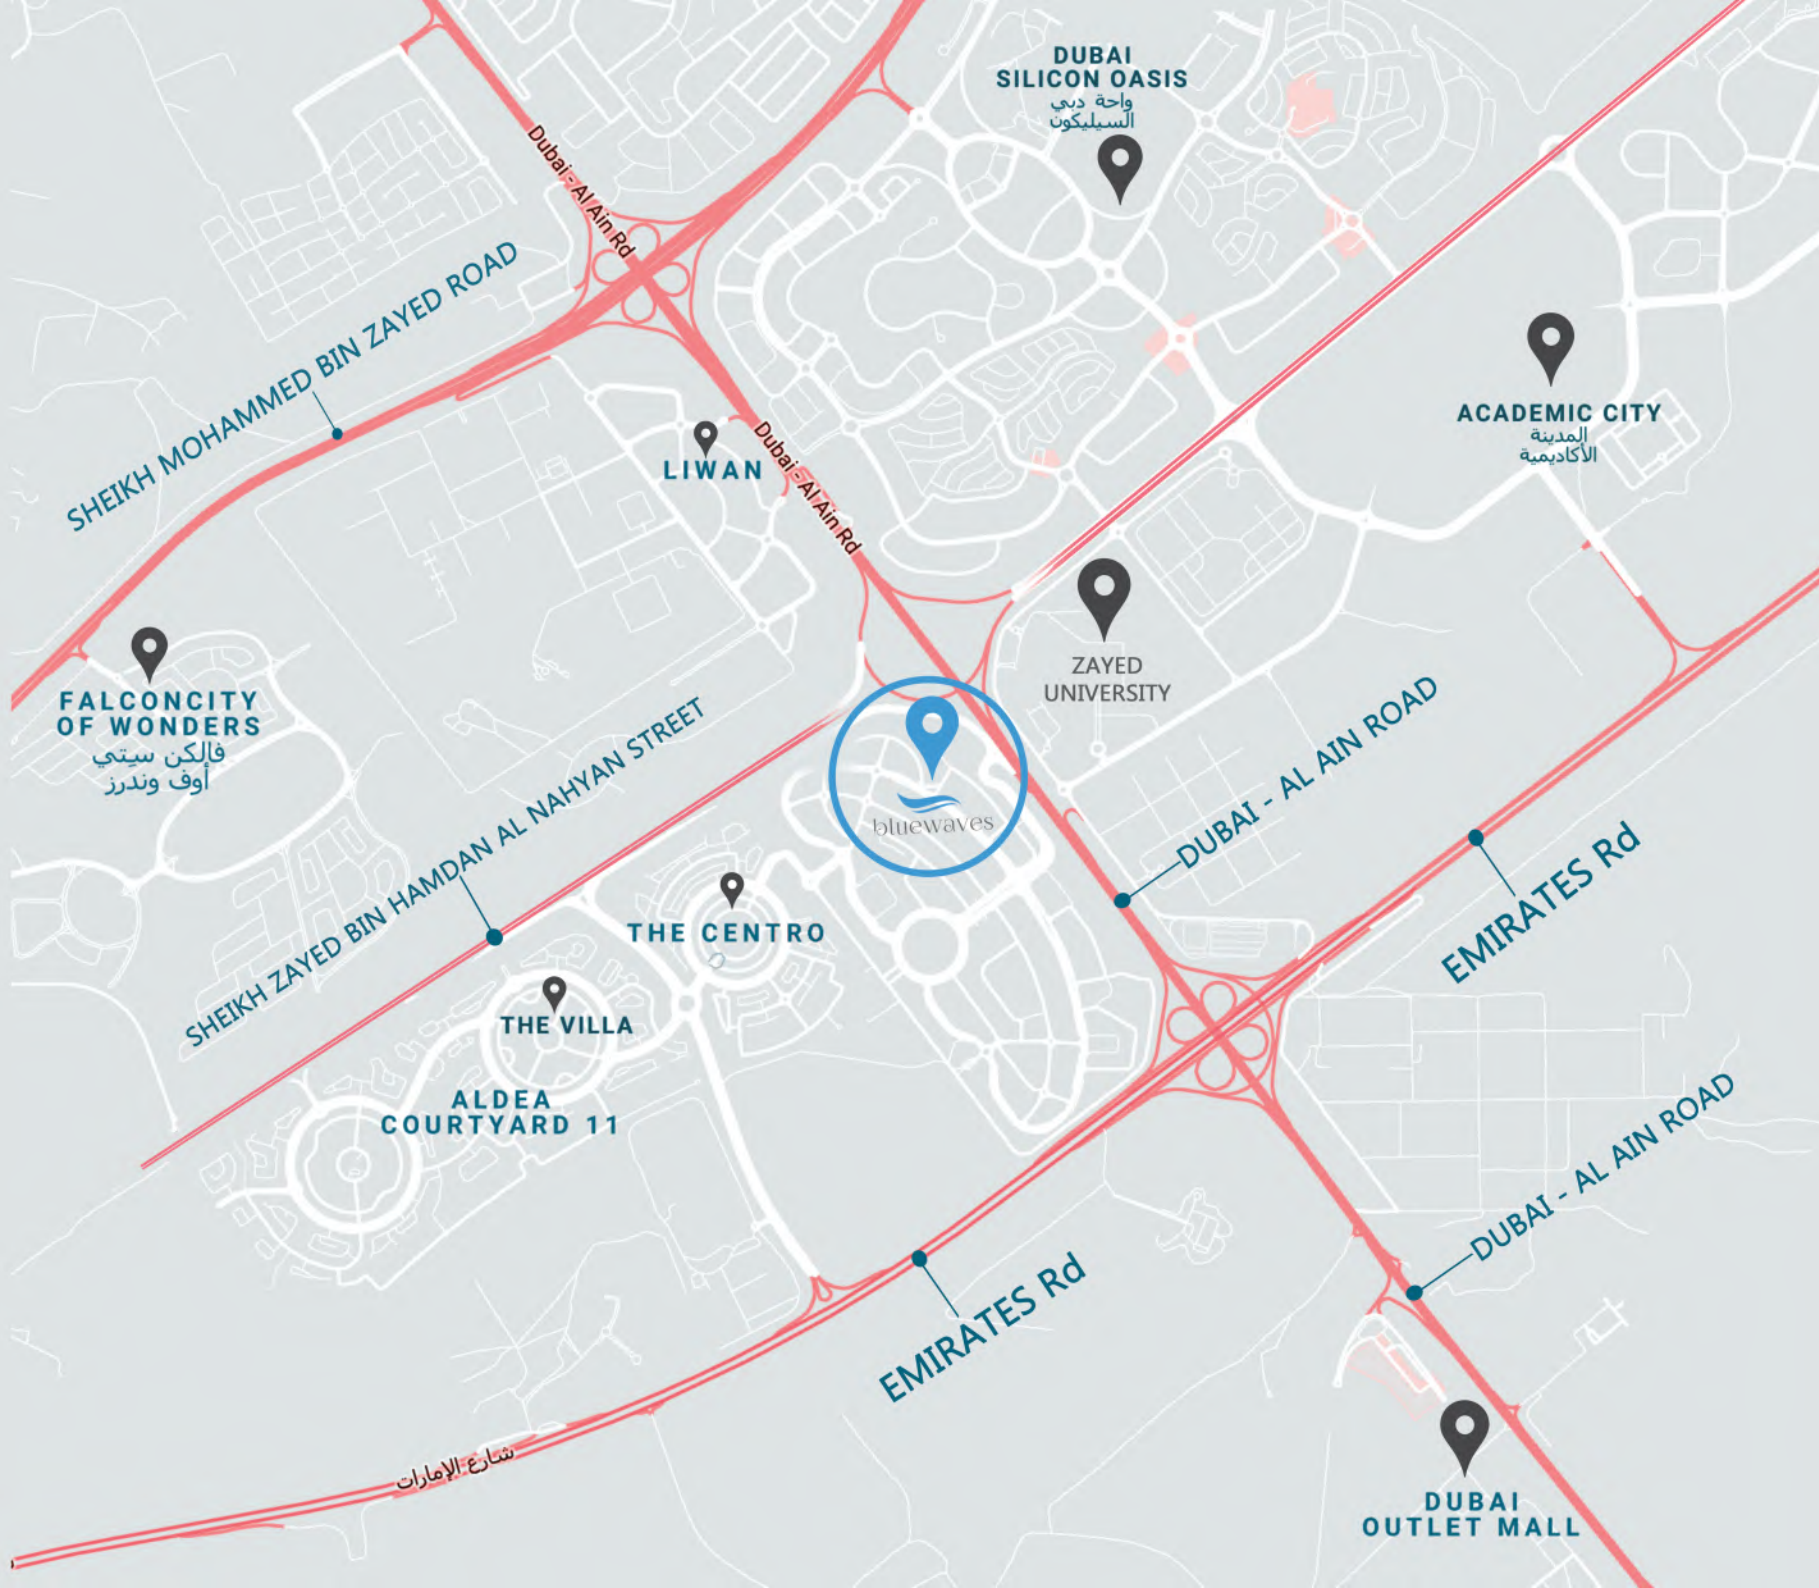 DUBAI
SILICON OASIS
واحة دبي
السيليكون
Dubai - Al Ain Rd
SHEIKH MOHAMMED BIN ZAYED ROAD
ACADEMIC CITY
المدينة
الأكاديمية
LIWAN
Dubai - Al Ain Rd
ZAYED
UNIVERSITY
FALCONCITY
OF WONDERS
فالكن سيتي
أوف وندرز
SHEIKH ZAYED BIN HAMDAN AL NAHYAN STREET
bluewaves
DUBAI - AL AIN ROAD
EMIRATES Rd
THE CENTRO
THE VILLA
ALDEA
COURTYARD 11
DUBAI - AL AIN ROAD
EMIRATES Rd
شارع الإمارات
DUBAI
OUTLET MALL